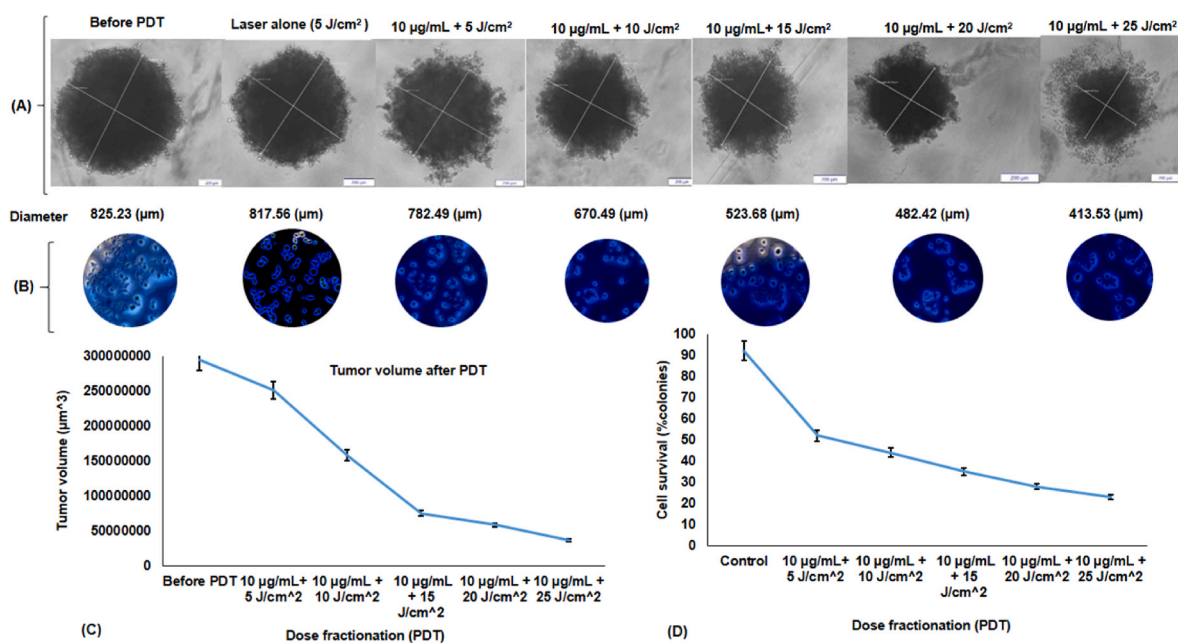 Before PDT
Laser alone (5 J/cm²)
10 µg/mL + 5 J/cm²
10 µg/mL + 10 J/cm²
10 µg/mL+ 15 J/cm²
10 µg/mL + 20 J/cm²
10 µg/mL + 25 J/cm²
(A)
200 µm
Diameter
825.23 (µm)
817.56 (µm)
782.49 (µm)
670.49 (µm)
523.68 (µm)
482.42 (µm)
413.53 (µm)
(B)
Tumor volume after PDT
Tumor volume (µm^3)
300000000
250000000
200000000
150000000
100000000
50000000
0
Before PDT
10 µg/mL+
5 J/cm^2
10 µg/mL +
10 J/cm^2
10 µg/mL
+ 15
J/cm^2
10 µg/mL +
20 J/cm^2
10 µg/mL +
25 J/cm^2
(C)
Dose fractionation (PDT)
Cell survival (%colonies)
100
90
80
70
60
50
40
30
20
10
0
Control
10 µg/mL+
5 J/cm^2
10 µg/mL +
10 J/cm^2
10 µg/mL
+ 15
J/cm^2
10 µg/mL +
20 J/cm^2
10 µg/mL +
25 J/cm^2
(D)
Dose fractionation (PDT)